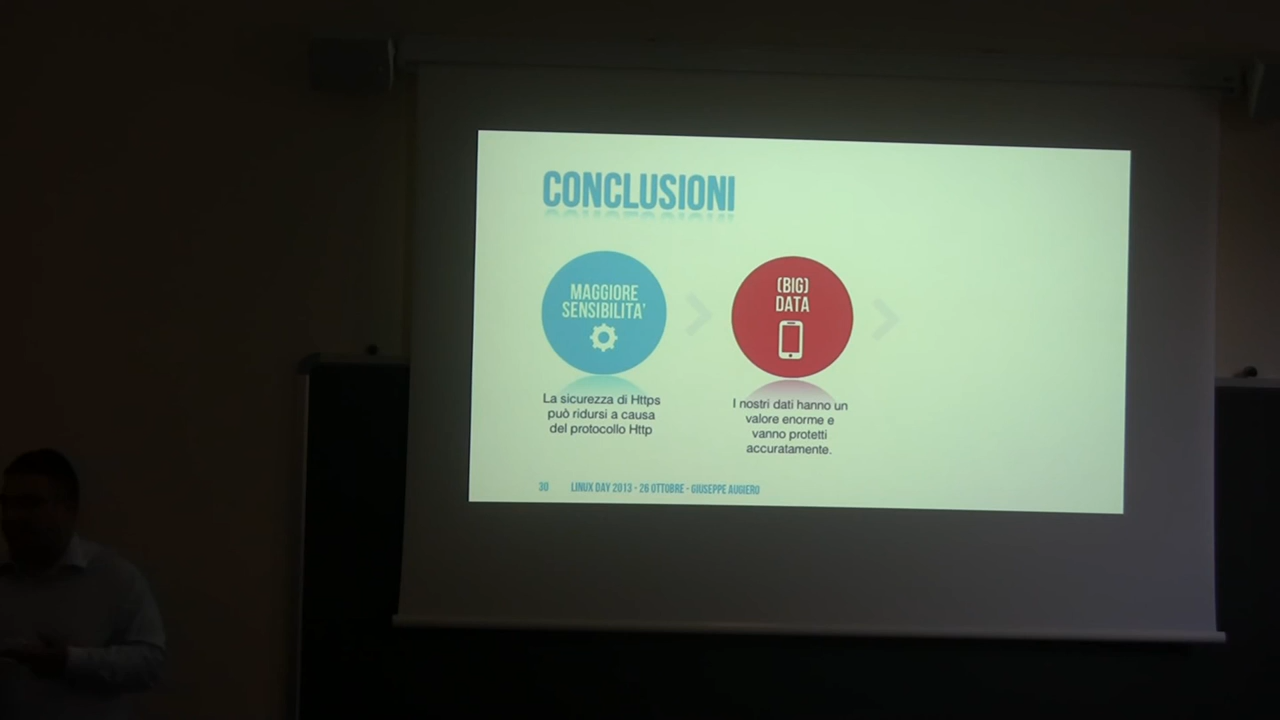 CONCLUSIONI
MAGGIORE
SENSIBILITA'
(BIG)
DATA
La sicurezza di Https
può ridursi a causa
del protocollo Http
I nostri dati hanno un
valore enorme e
vanno protetti
accuratamente.
30 LINUX DAY 2013 - 26 OTTOBRE - GIUSEPPE AUGIERO